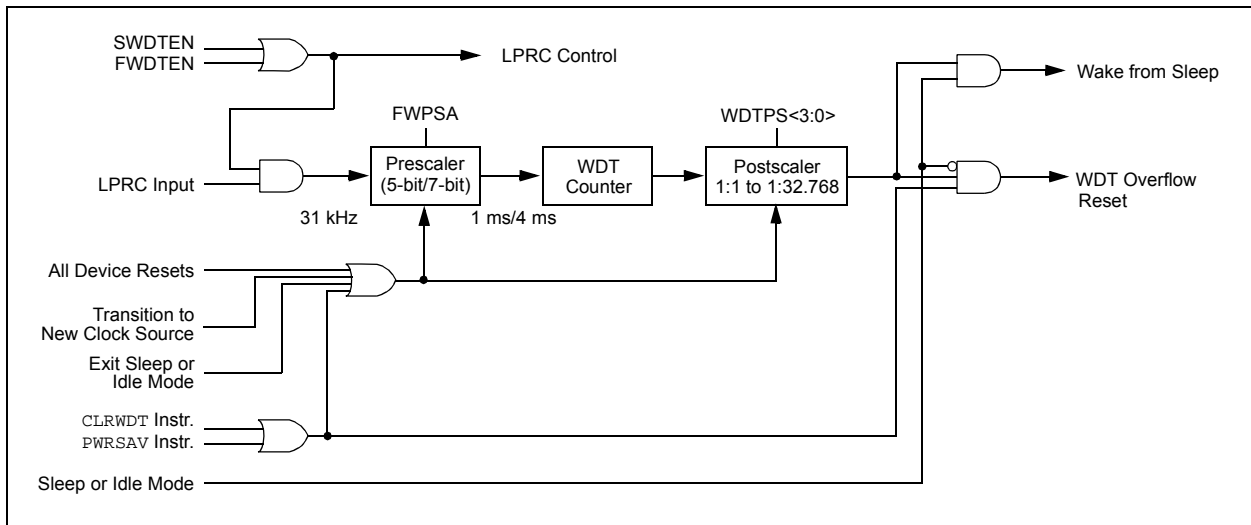 SWDTEN
FWDTEN
LPRC Control
Wake from Sleep
FWPSA
WDTPS<3:0>
LPRC Input
Prescaler
(5-bit/7-bit)
WDT
Counter
Postscaler
1:1 to 1:32.768
WDT Overflow
Reset
31 kHz
1 ms/4 ms
All Device Resets
Transition to
New Clock Source
Exit Sleep or
Idle Mode
CLRWDT Instr.
PWRSAV Instr.
Sleep or Idle Mode